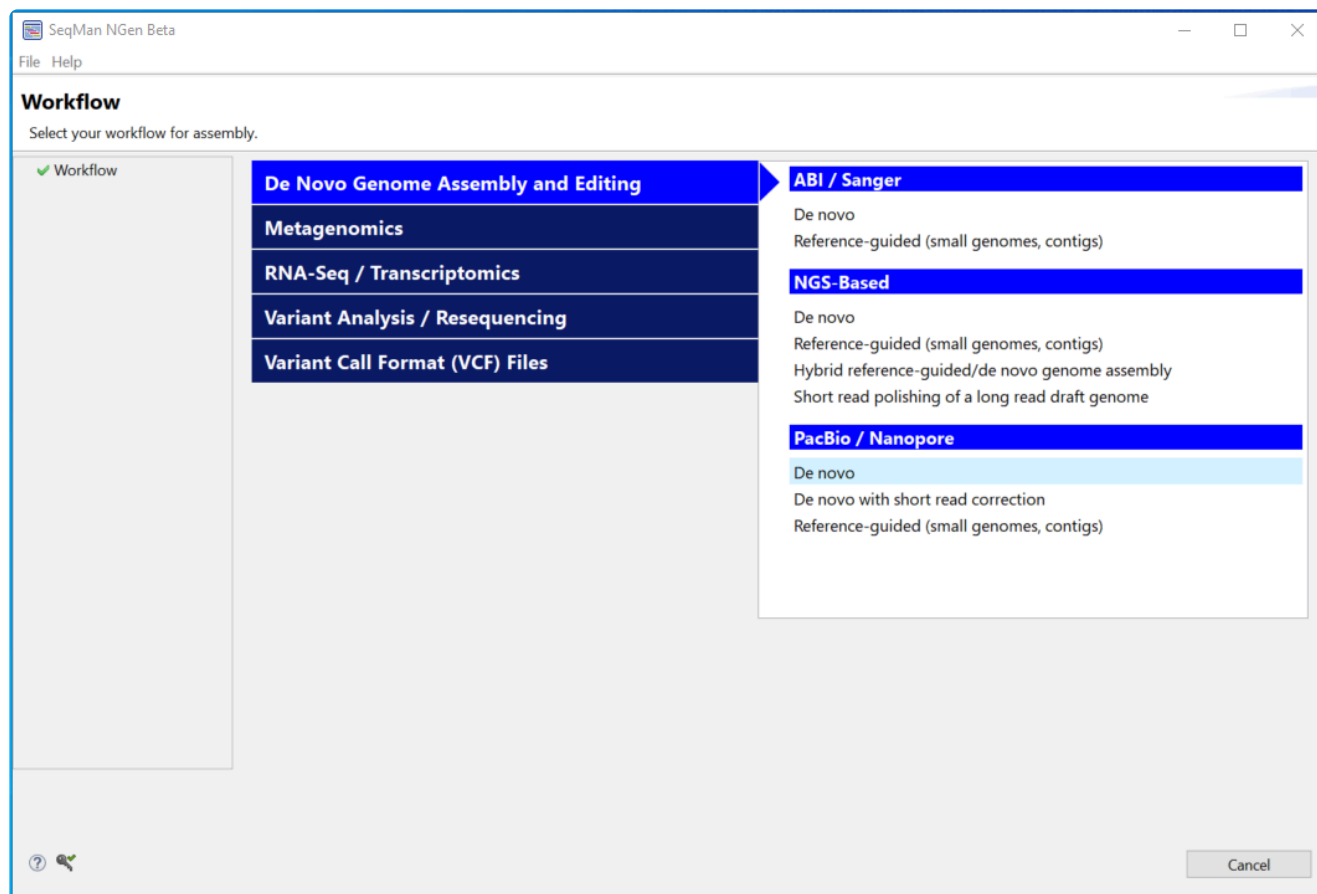 SeqMan NGen Beta
File Help
Workflow
Select your workflow for assembly.
Workflow
De Novo Genome Assembly and Editing
Metagenomics
RNA-Seq / Transcriptomics
Variant Analysis / Resequencing
Variant Call Format (VCF) Files
ABI / Sanger
De novo
Reference-guided (small genomes, contigs)
NGS-Based
De novo
Reference-guided (small genomes, contigs)
Hybrid reference-guided/de novo genome assembly
Short read polishing of a long read draft genome
PacBio / Nanopore
De novo
De novo with short read correction
Reference-guided (small genomes, contigs)
Cancel